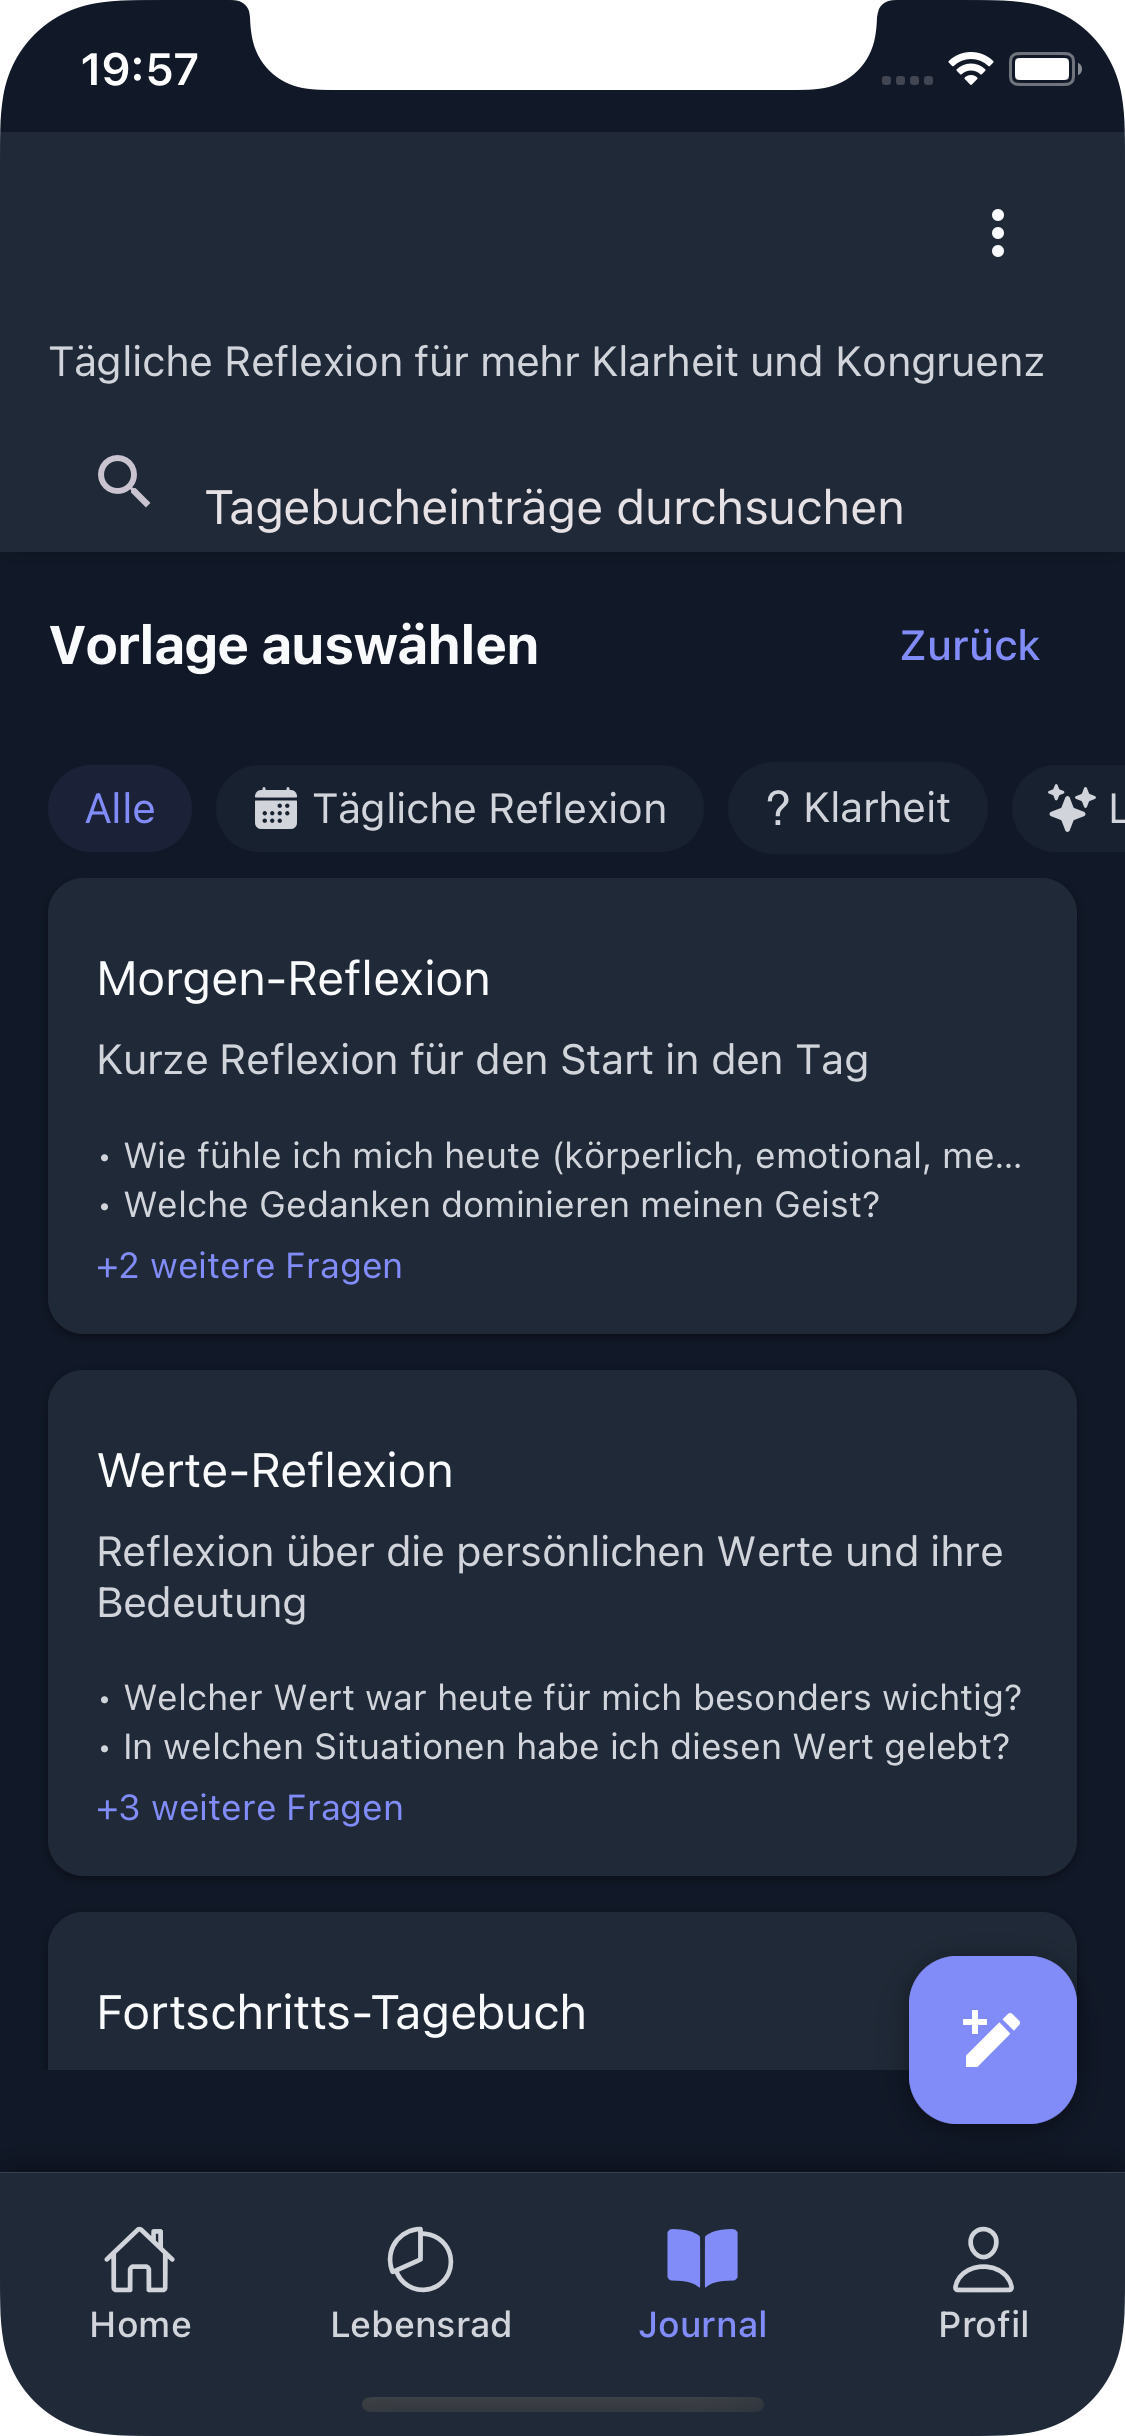 19:57
Tägliche Reflexion für mehr Klarheit und Kongruenz
Tagebucheinträge durchsuchen
Vorlage auswählen
Zurück
Alle
Tägliche Reflexion
? Klarheit
Morgen-Reflexion
Kurze Reflexion für den Start in den Tag
• Wie fühle ich mich heute (körperlich, emotional, me...
• Welche Gedanken dominieren meinen Geist?
+2 weitere Fragen
Werte-Reflexion
Reflexion über die persönlichen Werte und ihre
Bedeutung
• Welcher Wert war heute für mich besonders wichtig?
• In welchen Situationen habe ich diesen Wert gelebt?
+3 weitere Fragen
Fortschritts-Tagebuch
Home
Lebensrad
Journal
Profil